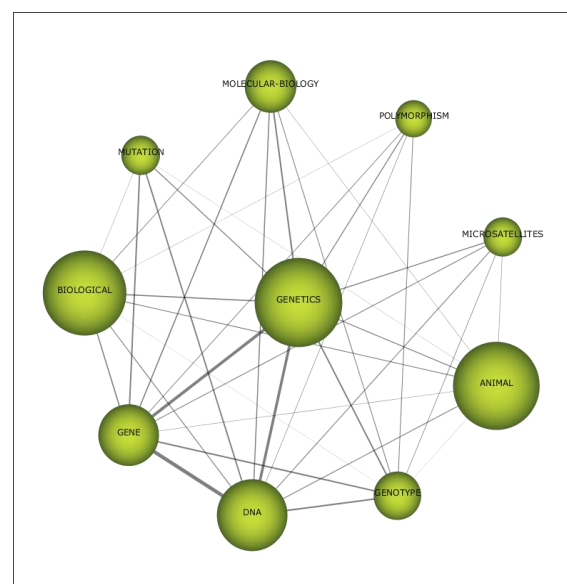 MOLECULAR-BIOLOGY
POLYMORPHISM
MUTATION
MICROSATELLITES
BIOLOGICAL
GENETICS
ANIMAL
GENE
GENOTYPE
DNA